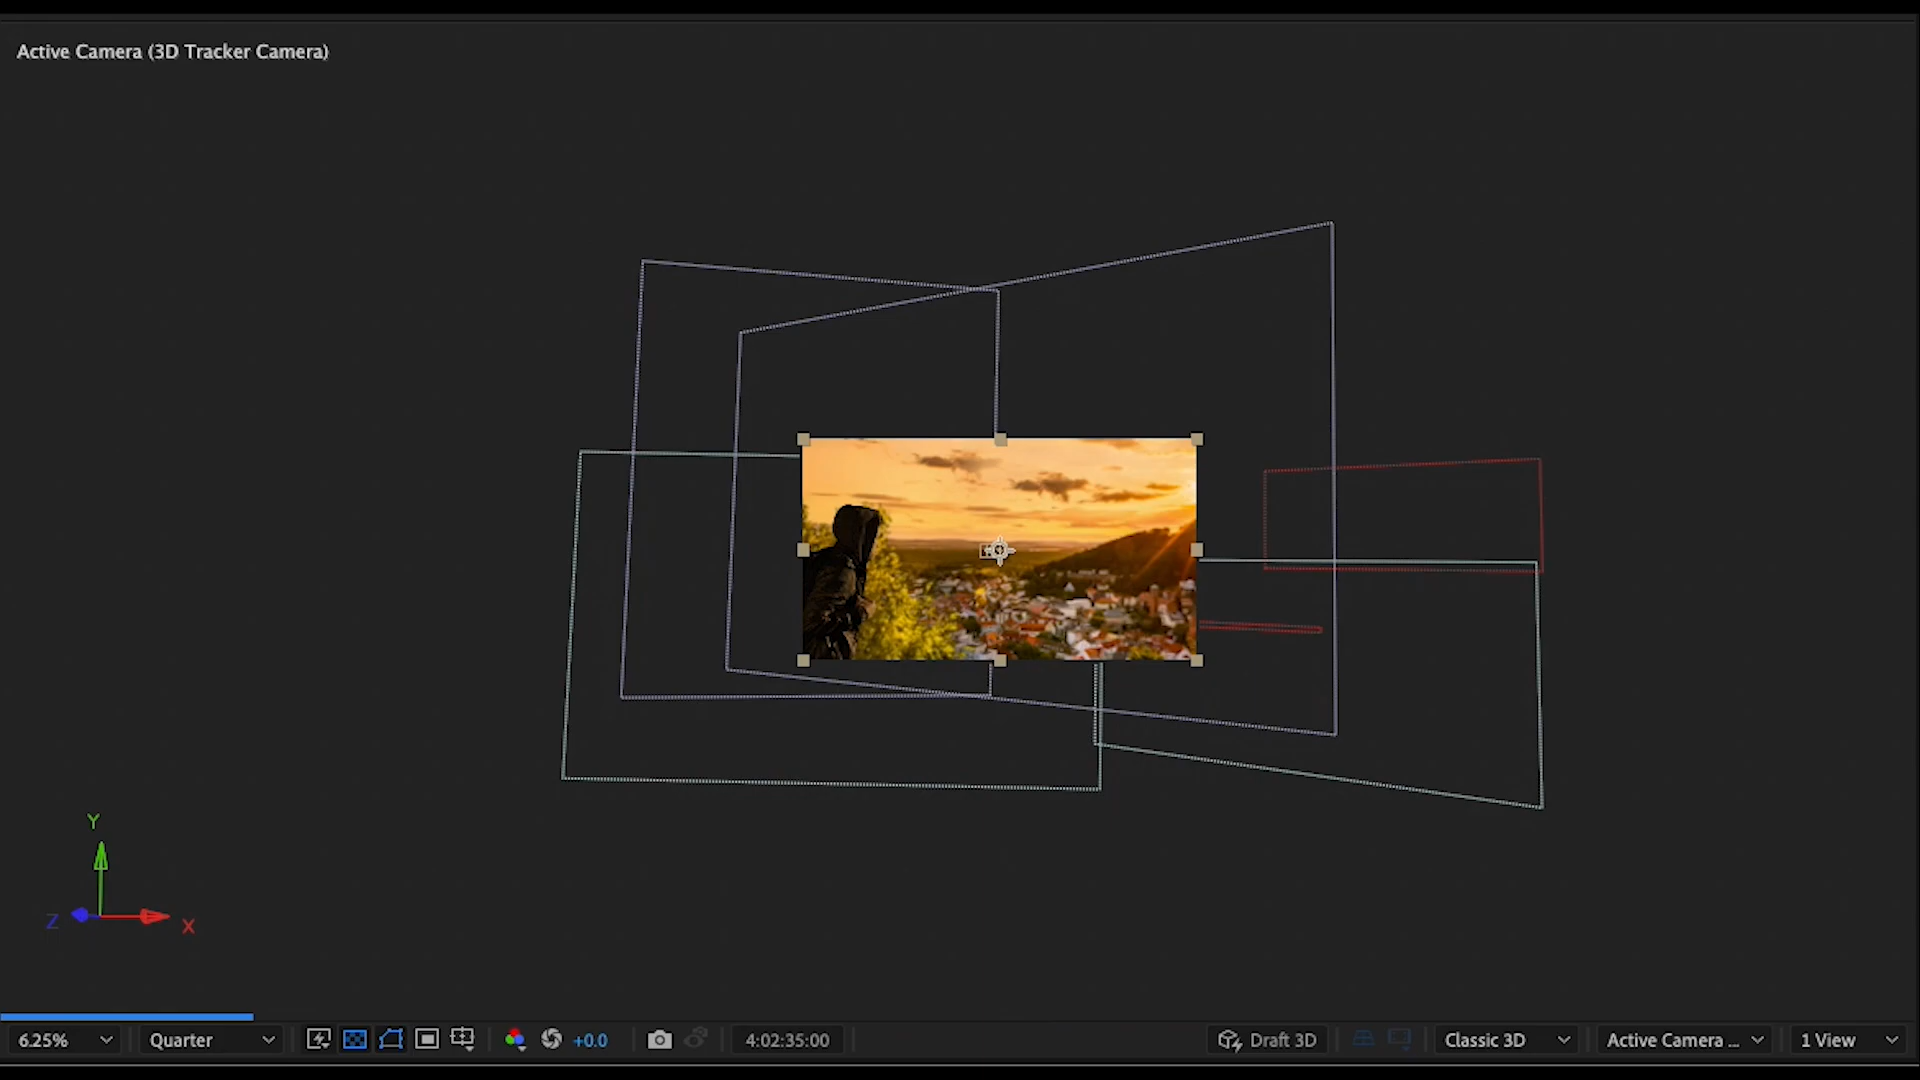 Active Camera (3D Tracker Camera)
Y
Z
X
6.25% Quarter +0.0 4:02:35:00 Draft 3D Classic 3D Active Camera ... 1 View